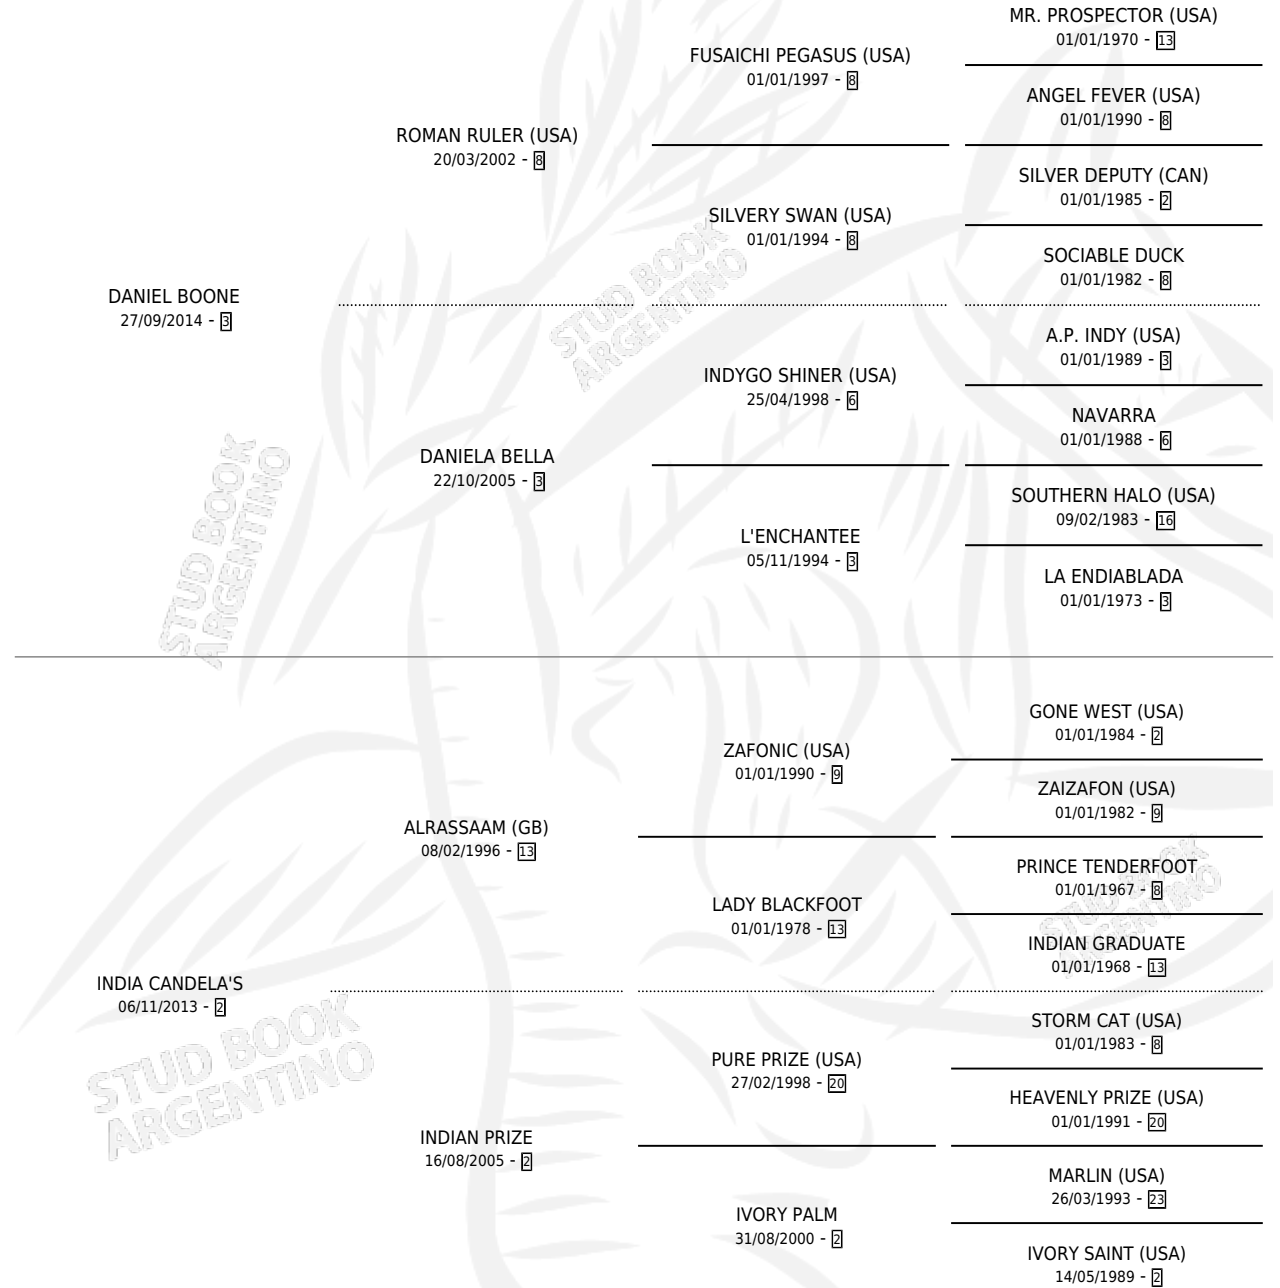 MR. PROSPECTOR (USA)
01/01/1970 - 13
FUSAICHI PEGASUS (USA)
01/01/1997 - 8
ANGEL FEVER (USA)
01/01/1990 - 8
ROMAN RULER (USA)
20/03/2002 - 8
SILVER DEPUTY (CAN)
01/01/1985 - 2
SILVERY SWAN (USA)
01/01/1994 - 8
SOCIABLE DUCK
01/01/1982 - 8
DANIEL BOONE
27/09/2014 - 3
STUD BOOK
ARGENTINO
A.P. INDY (USA)
01/01/1989 - 3
INDYGO SHINER (USA)
25/04/1998 - 6
NAVARRA
01/01/1988 - 6
DANIELA BELLA
22/10/2005 - 3
SOUTHERN HALO (USA)
09/02/1983 - 16
L'ENCHANTEE
05/11/1994 - 3
LA ENDIABLADA
01/01/1973 - 3
STUD BOOK
ARGENTINO
GONE WEST (USA)
01/01/1984 - 2
ZAFONIC (USA)
01/01/1990 - 9
ZAIZAFON (USA)
01/01/1982 - 9
ALRASSAAM (GB)
08/02/1996 - 13
PRINCE TENDERFOOT
01/01/1967 - 8
LADY BLACKFOOT
01/01/1978 - 13
STUD BOOK
ARGENTINO
INDIAN GRADUATE
01/01/1968 - 13
INDIA CANDELA'S
06/11/2013 - 2
STORM CAT (USA)
01/01/1983 - 8
PURE PRIZE (USA)
27/02/1998 - 20
STUD BOOK
ARGENTINO
HEAVENLY PRIZE (USA)
01/01/1991 - 20
INDIAN PRIZE
16/08/2005 - 2
MARLIN (USA)
26/03/1993 - 23
IVORY PALM
31/08/2000 - 2
IVORY SAINT (USA)
14/05/1989 - 2